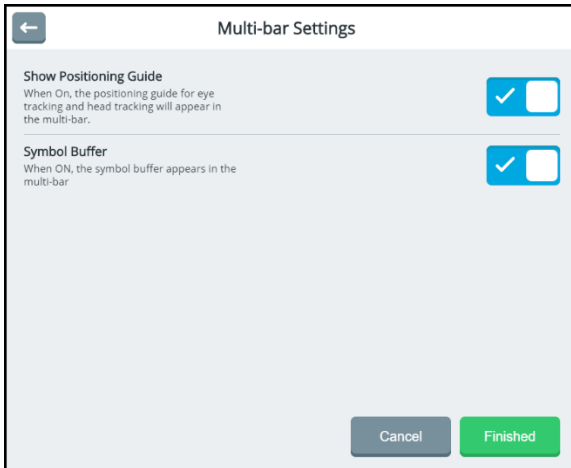 Multi-bar Settings
Show Positioning Guide
When On, the positioning guide for eye
tracking and head tracking will appear in
the multi-bar.
Symbol Buffer
When ON, the symbol buffer appears in the
multi-bar
Cancel
Finished